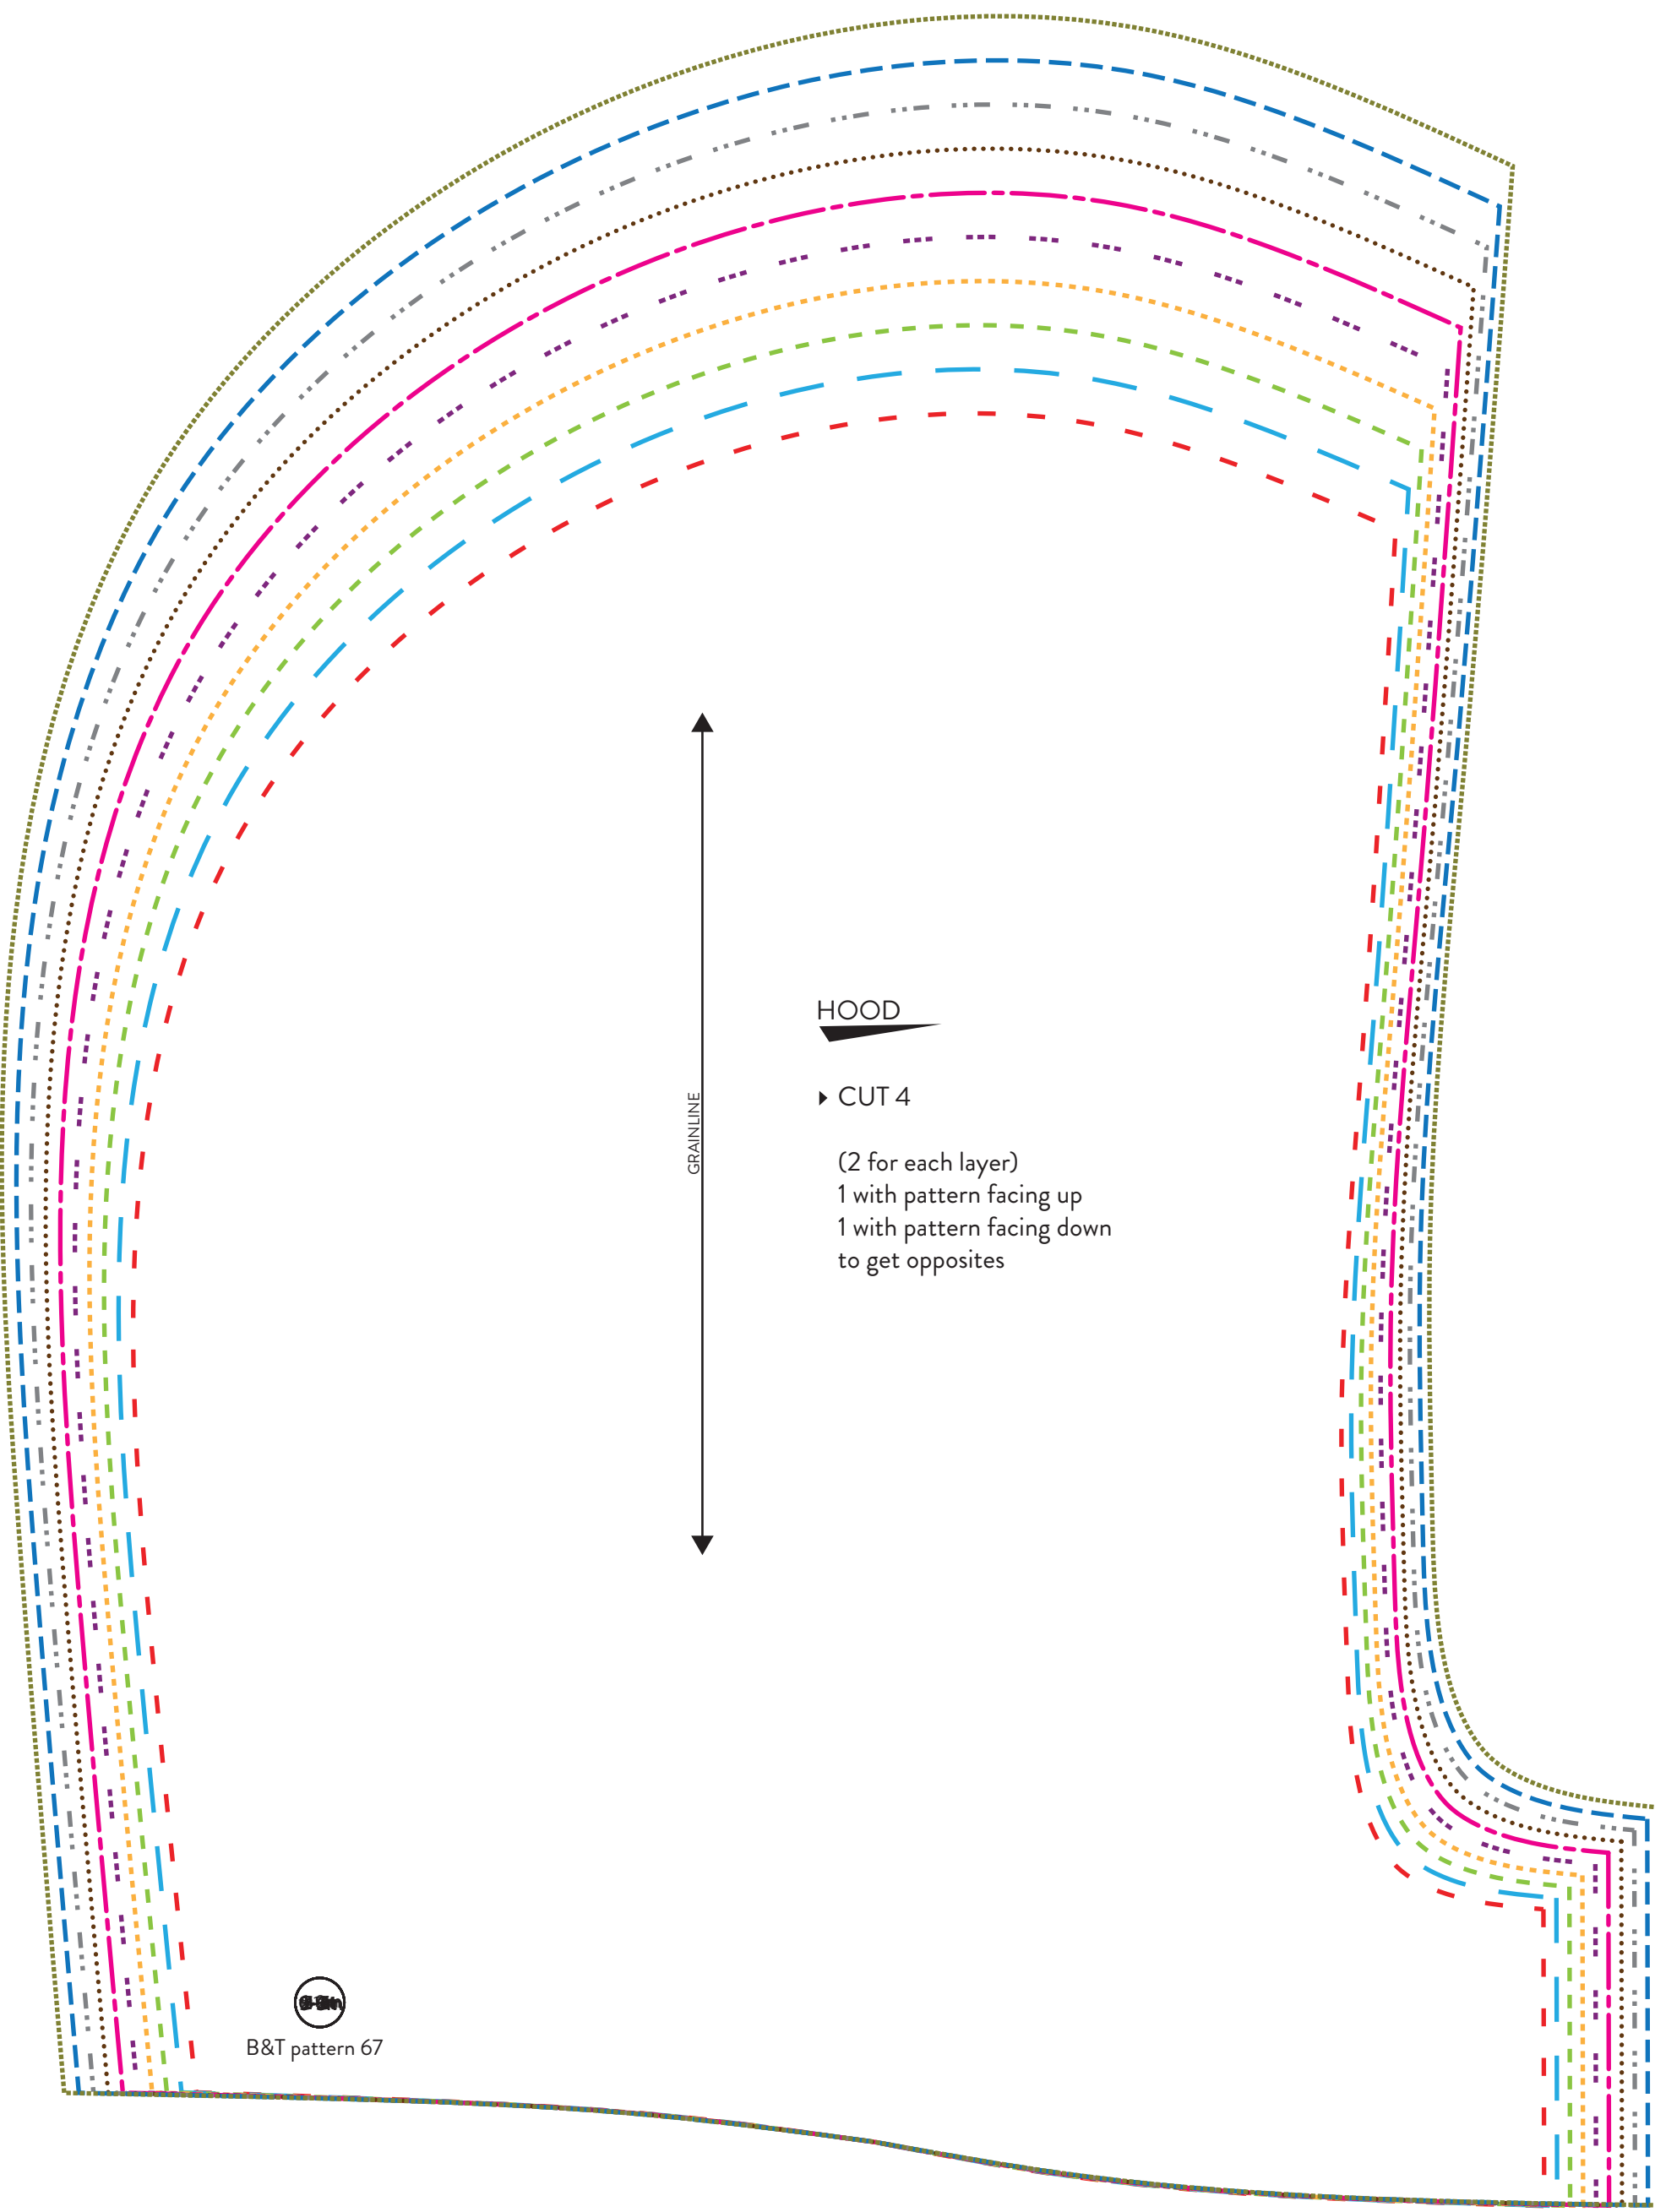 HOOD
GRAINLINE
CUT 4
(2 for each layer)
1 with pattern facing up
1 with pattern facing down
to get opposites
B&T pattern 67